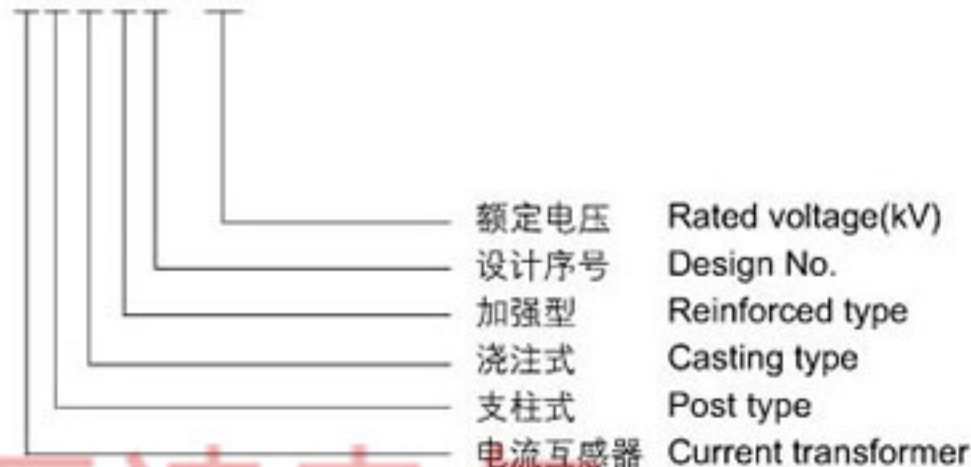 额定电压 Rated voltage(kV)
设计序号 Design No.
加强型 Reinforced type
浇注式 Casting type
支柱式 Post type
电流互感器 Current transformer